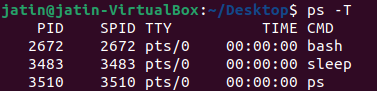 jatin@jatin-VirtualBox:~/Desktop$ ps -T
PID SPID TTY TIME CMD
2672 2672 pts/0 00:00:00 bash
3483 3483 pts/0 00:00:00 sleep
3510 3510 pts/0 00:00:00 ps